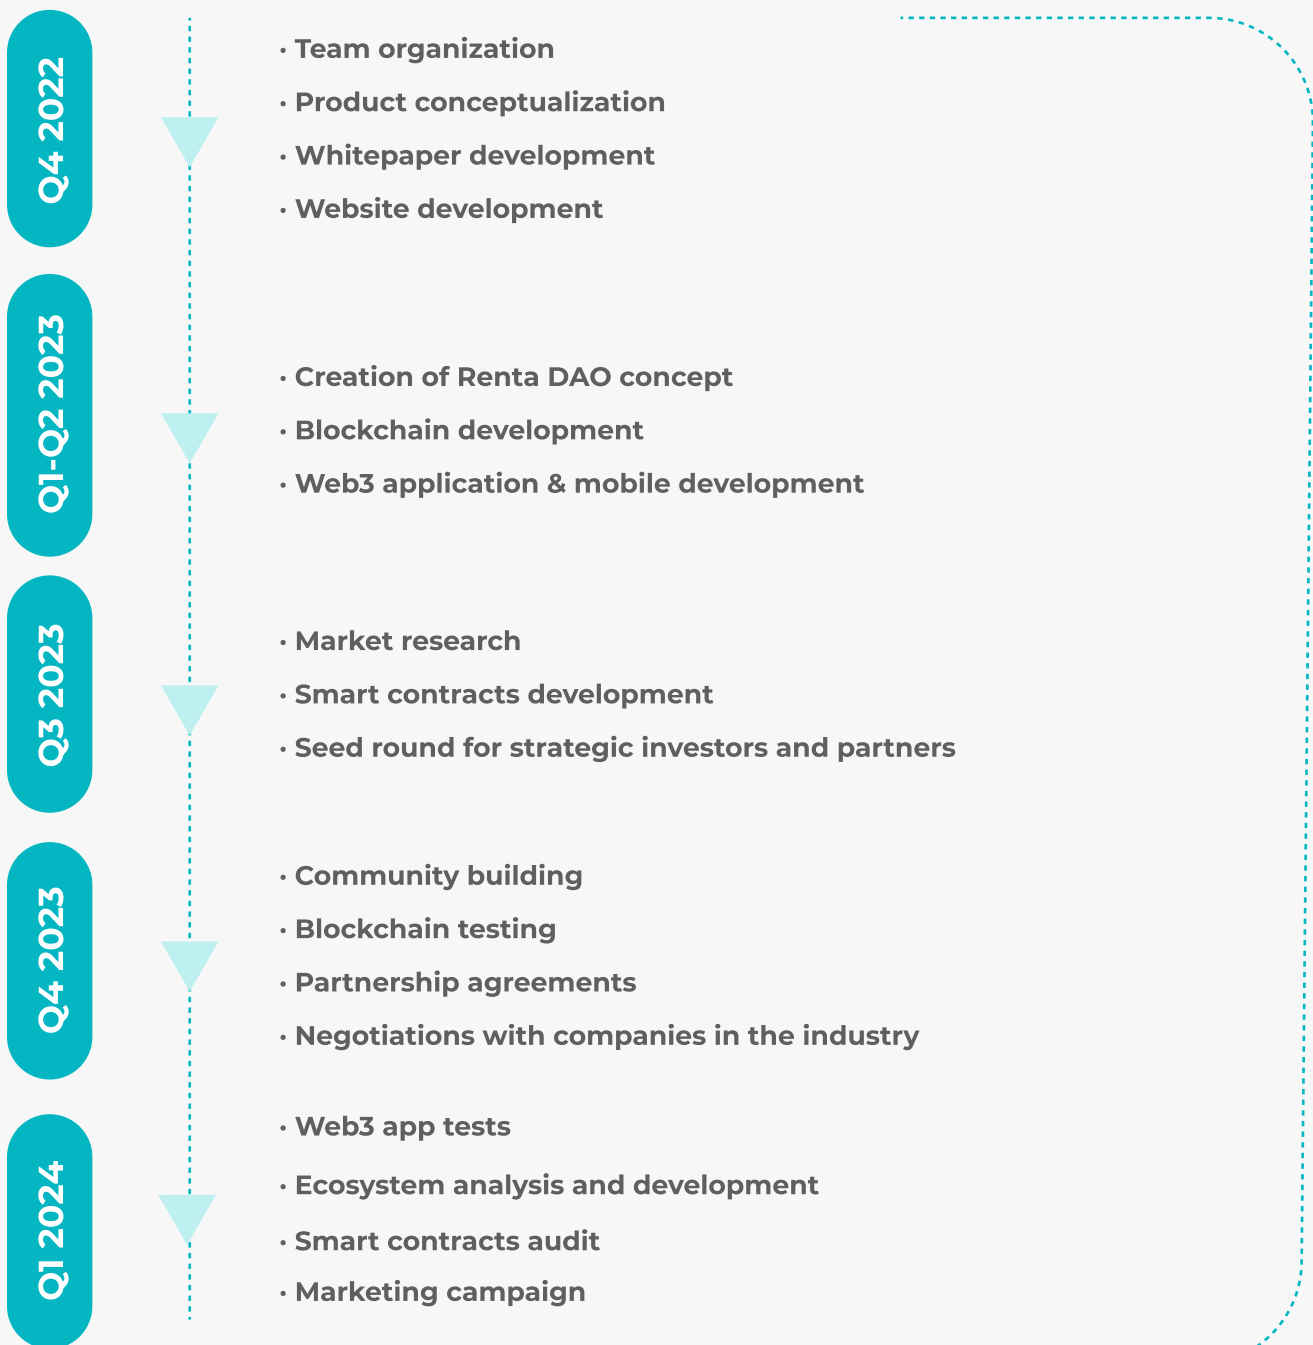 Q4 2022
• Team organization
• Product conceptualization
• Whitepaper development
• Website development
Q1-Q2 2023
• Creation of Renta DAO concept
• Blockchain development
• Web3 application & mobile development
Q3 2023
• Market research
• Smart contracts development
• Seed round for strategic investors and partners
Q4 2023
• Community building
• Blockchain testing
• Partnership agreements
• Negotiations with companies in the industry
Q1 2024
• Web3 app tests
• Ecosystem analysis and development
• Smart contracts audit
• Marketing campaign